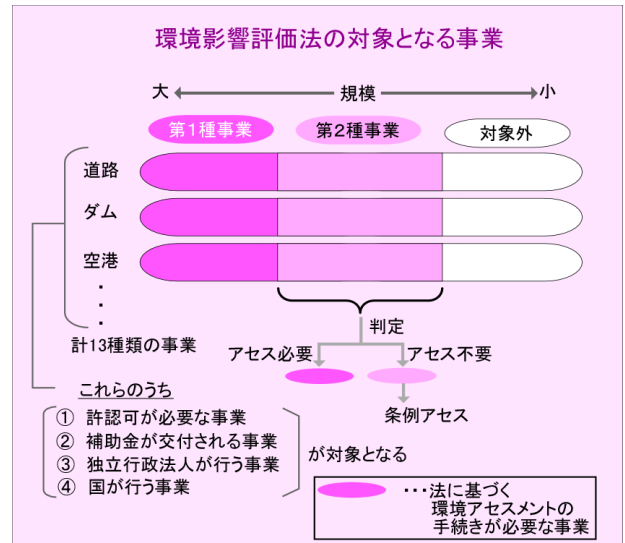 環境影響評価法の対象となる事業
大 規模 小
第1種事業 第2種事業 対象外
道路
ダム
空港
・
・
・
計13種類の事業
判定
アセス必要 アセス不要
条例アセス
これらのうち
① 許認可が必要な事業
② 補助金が交付される事業
③ 独立行政法人が行う事業
④ 国が行う事業
が対象となる
・・・法に基づく
環境アセスメントの
手続きが必要な事業